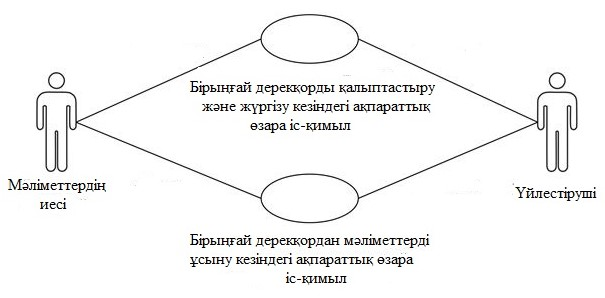 Бірыңғай дерекқорды қалыптастыру
және жүргізу кезіндегі ақпараттық
өзара іс-қимыл
Мәліметтердің
иесі
Үйлестіруші
Бірыңғай дерекқордан мәліметтерді
ұсыну кезіндегі ақпараттық өзара
іс-қимыл